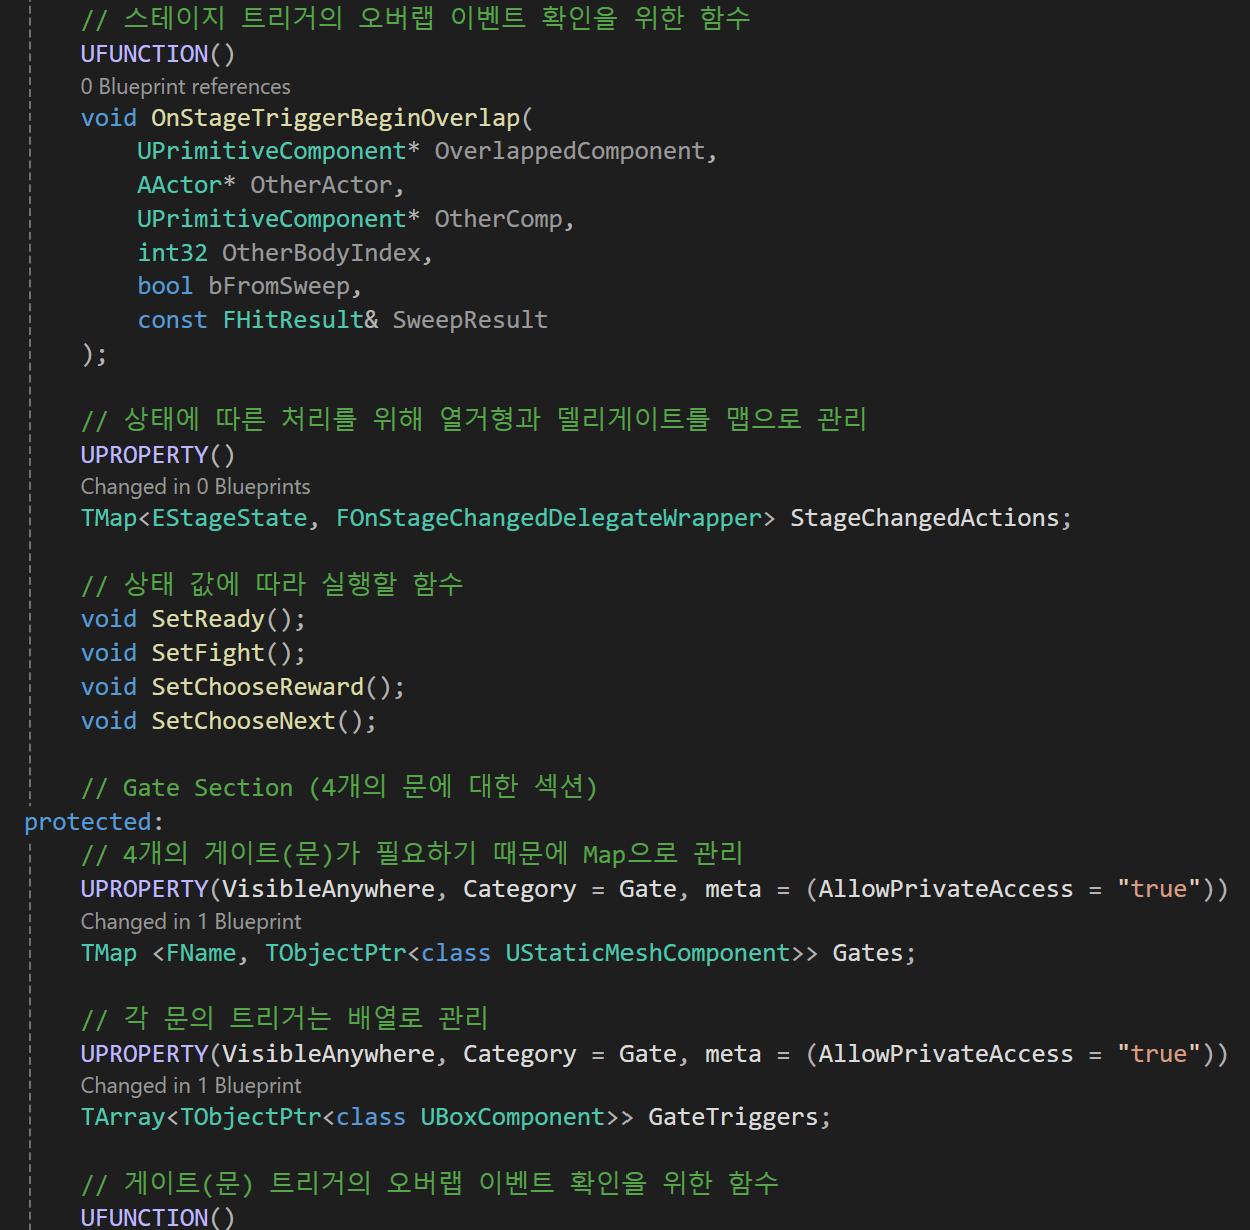 // 스테이지 트리거의 오버랩 이벤트 확인을 위한 함수
UFUNCTION()
0 Blueprint references
void OnStageTriggerBeginOverlap(
UPrimitiveComponent* OverlappedComponent,
AActor* OtherActor,
UPrimitiveComponent* OtherComp,
int32 OtherBodyIndex,
bool bFromSweep,
const FHitResult& SweepResult
);
// 상태에 따른 처리를 위해 열거형과 델리게이트를 맵으로 관리
UPROPERTY()
Changed in 0 Blueprints
TMap<EStageState, FOnStageChangedDelegateWrapper> StageChangedActions;
// 상태 값에 따라 실행할 함수
void SetReady();
void SetFight();
void SetChooseReward();
void SetChooseNext();
// Gate Section (4개의 문에 대한 섹션)
protected:
// 4개의 게이트(문)가 필요하기 때문에 Map으로 관리
UPROPERTY(VisibleAnywhere, Category = Gate, meta = (AllowPrivateAccess = "true"))
Changed in 1 Blueprint
TMap <FName, TObjectPtr<class UStaticMeshComponent>> Gates;
// 각 문의 트리거는 배열로 관리
UPROPERTY(VisibleAnywhere, Category = Gate, meta = (AllowPrivateAccess = "true"))
Changed in 1 Blueprint
TArray<TObjectPtr<class UBoxComponent>> GateTriggers;
// 게이트(문) 트리거의 오버랩 이벤트 확인을 위한 함수
UFUNCTION()